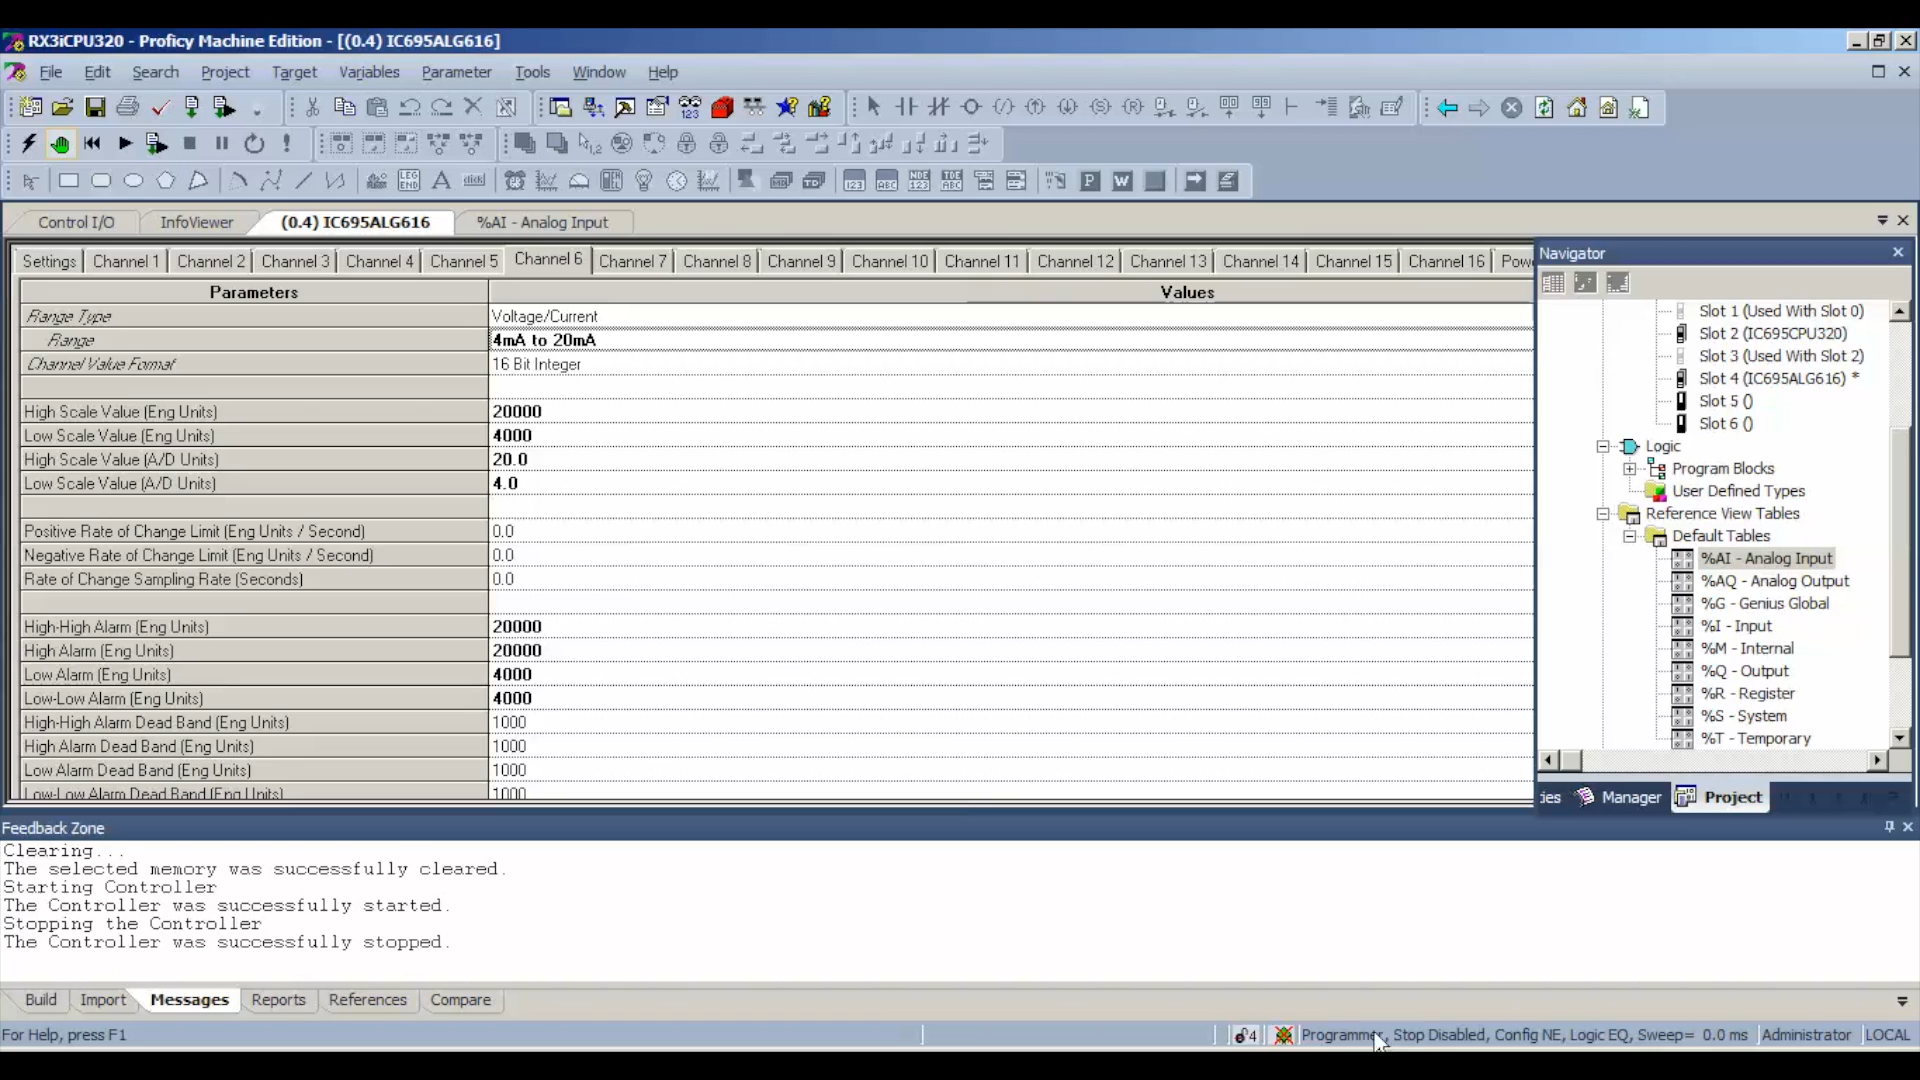 RX3iCPU320 - Proficy Machine Edition - [(0.4) IC695ALG616]
File Edit Search Project Target Variables Parameter Tools Window Help
Control I/O InfoViewer (0.4) IC695ALG616 %AI - Analog Input
Settings Channel 1 Channel 2 Channel 3 Channel 4 Channel 5 Channel 6 Channel 7 Channel 8 Channel 9 Channel 10 Channel 11 Channel 12 Channel 13 Channel 14 Channel 15 Channel 16 Pow
Parameters Values
Range Type Voltage/Current
Range 4mA to 20mA
Channel Value Format 16 Bit Integer
High Scale Value (Eng Units) 20000
Low Scale Value (Eng Units) 4000
High Scale Value (A/D Units) 20.0
Low Scale Value (A/D Units) 4.0
Positive Rate of Change Limit (Eng Units / Second) 0.0
Negative Rate of Change Limit (Eng Units / Second) 0.0
Rate of Change Sampling Rate (Seconds) 0.0
High-High Alarm (Eng Units) 20000
High Alarm (Eng Units) 20000
Low Alarm (Eng Units) 4000
Low-Low Alarm (Eng Units) 4000
High-High Alarm Dead Band (Eng Units) 1000
High Alarm Dead Band (Eng Units) 1000
Low Alarm Dead Band (Eng Units) 1000
Low-Low Alarm Dead Band (Eng Units) 1000
Navigator
Slot 1 (Used With Slot 0)
Slot 2 (IC695CPU320)
Slot 3 (Used With Slot 2)
Slot 4 (IC695ALG616) *
Slot 5 ()
Slot 6 ()
Logic
Program Blocks
User Defined Types
Reference View Tables
Default Tables
%AI - Analog Input
%AQ - Analog Output
%G - Genius Global
%I - Input
%M - Internal
%Q - Output
%R - Register
%S - System
%T - Temporary
ies Manager Project
Feedback Zone
Clearing...
The selected memory was successfully cleared.
Starting Controller
The Controller was successfully started.
Stopping the Controller
The Controller was successfully stopped.
Build Import Messages Reports References Compare
For Help, press F1 4 Programmer, Stop Disabled, Config NE, Logic EQ, Sweep= 0.0 ms Administrator LOCAL